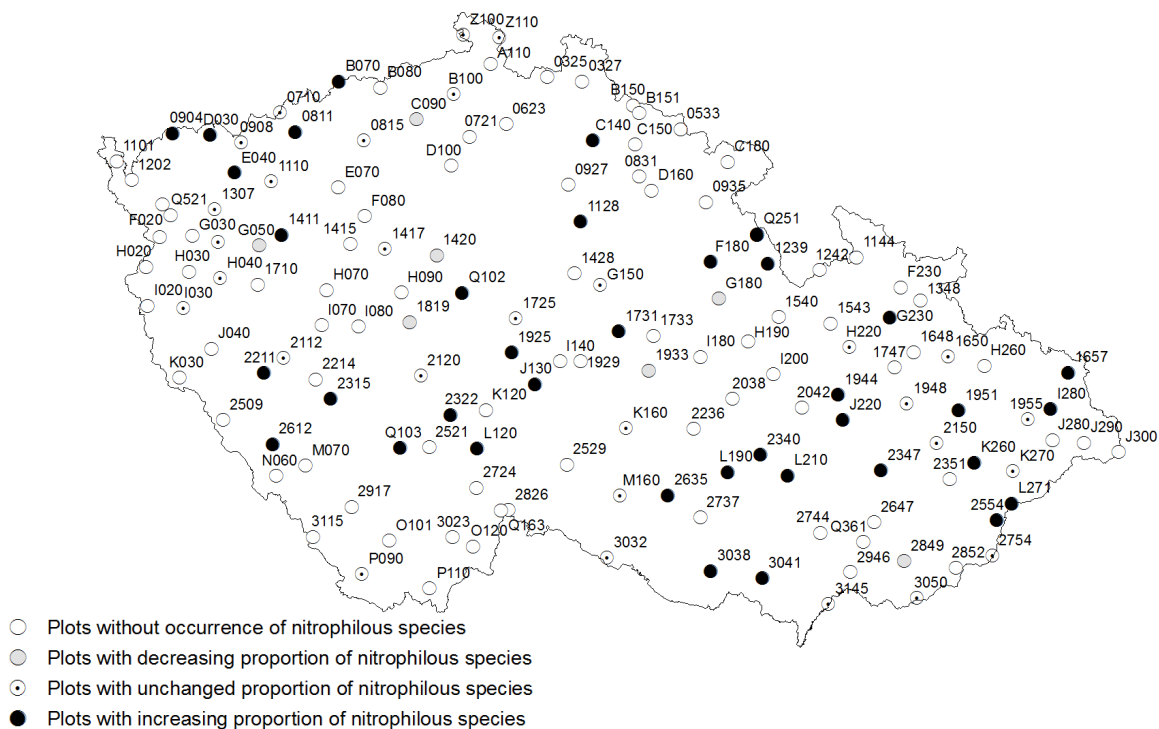 Z100
Z110
A110
B070
B080
0325
0327
B100
B150
B151
0710
C090
0623
0533
0904
D030
0908
0811
0815
0721
C140
C150
C180
1101
1202
E040
1110
D100
0831
D160
E070
0927
0935
Q521
1307
F080
F020
G030
G050
1411
1415
1417
1420
1128
Q251
1144
H020
H030
H040
1710
F180
1239
1242
H070
H090
Q102
1428
G150
G180
F230
1348
I020
I030
I070
I080
1819
1725
1731
1733
1540
1543
G230
J040
2112
1925
I140
1929
1933
I180
H190
H220
1747
1648
1650
H260
1657
K030
2211
2214
2120
J130
I200
2315
2038
2042
1944
1948
1951
I280
2509
2322
K120
K160
2236
J220
1955
J280
J290
J300
2612
M070
Q103
2521
L120
2150
N060
2529
L190
2340
L210
2347
2351
K260
K270
2724
M160
2635
L271
2917
2826
2737
2554
3115
O101
3023
O120
Q163
2744
Q361
2647
P090
3032
2946
2849
2852
2754
P110
3038
3041
3145
3050
Plots without occurrence of nitrophilous species
Plots with decreasing proportion of nitrophilous species
Plots with unchanged proportion of nitrophilous species
Plots with increasing proportion of nitrophilous species